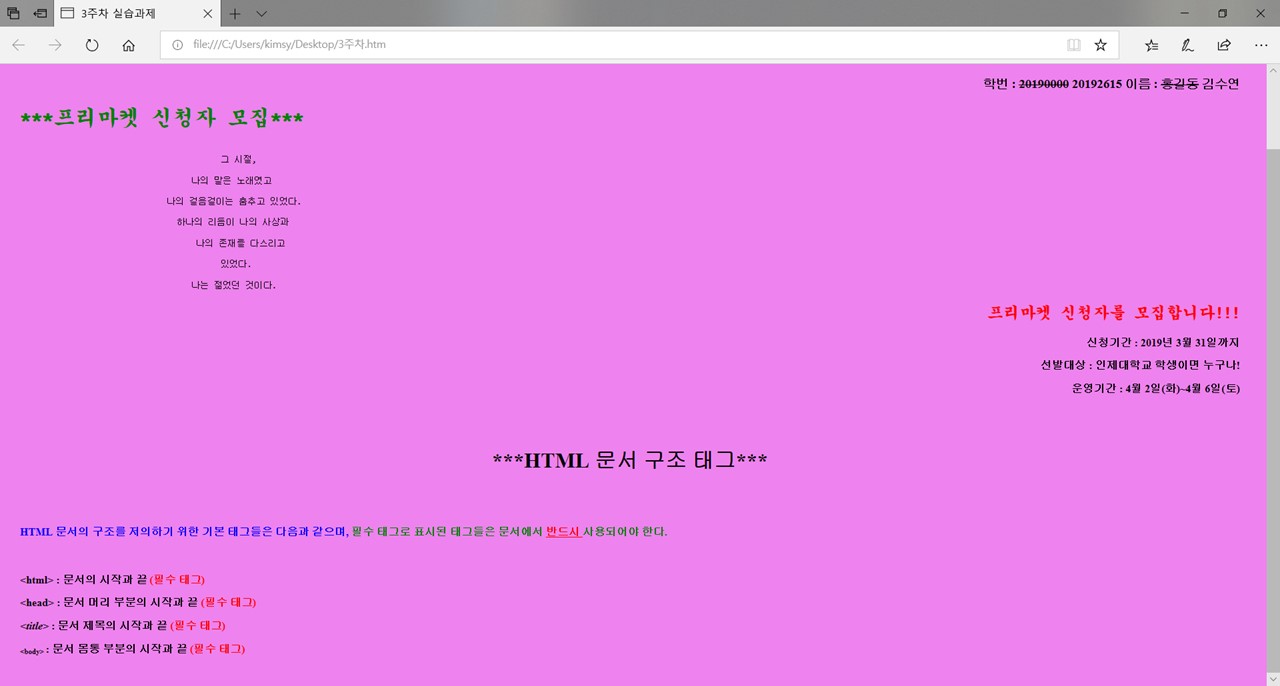 3주차 실습과제
file:///C:/Users/kimsy/Desktop/3주차.htm
학번 : 20190000 20192615 이름 : 홍길동 김수연
***프리마켓 신청자 모집***
그 시절,
나의 말은 노래였고
나의 걸음걸이는 춤추고 있었다.
하나의 리듬이 나의 사상과
나의 존재를 다스리고
있었다.
나는 젊었던 것이다.
프리마켓 신청자를 모집합니다!!!
신청기간 : 2019년 3월 31일까지
선발대상 : 인제대학교 학생이면 누구나!
운영기간 : 4월 2일(화)~4월 6일(토)
***HTML 문서 구조 태그***
HTML 문서의 구조를 저의하기 위한 기본 태그들은 다음과 같으며, 필수 태그로 표시된 태그들은 문서에서 반드시 사용되어야 한다.
<html> : 문서의 시작과 끝 (필수 태그)
<head> : 문서 머리 부분의 시작과 끝 (필수 태그)
<title> : 문서 제목의 시작과 끝 (필수 태그)
<body> : 문서 몸통 부분의 시작과 끝 (필수 태그)